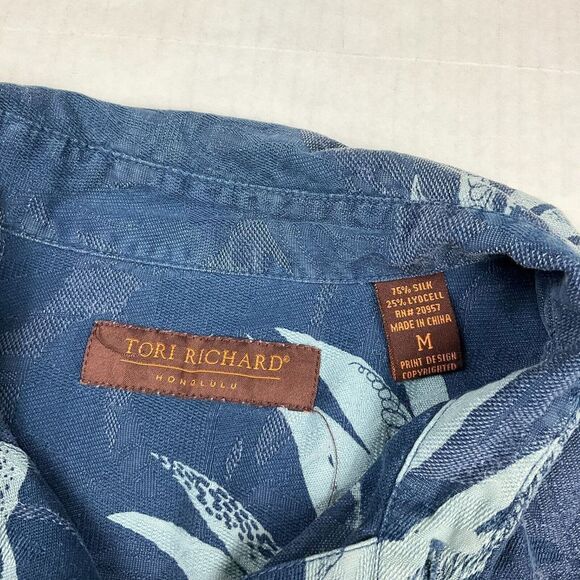 TORI RICHARD®
HONOLULU
75% SILK
25% LYOCELL
RN# 20957
MADE IN CHINA
M
PRINT DESIGN
COPYRIGHTED